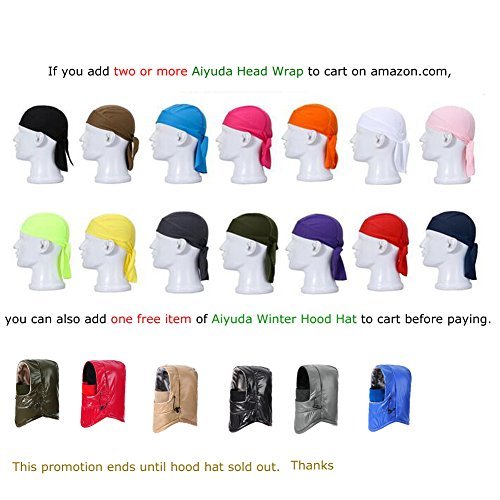 If you add two or more Aiyuda Head Wrap to cart on amazon.com,
you can also add one free item of Aiyuda Winter Hood Hat to cart before paying.
This promotion ends until hood hat sold out. Thanks